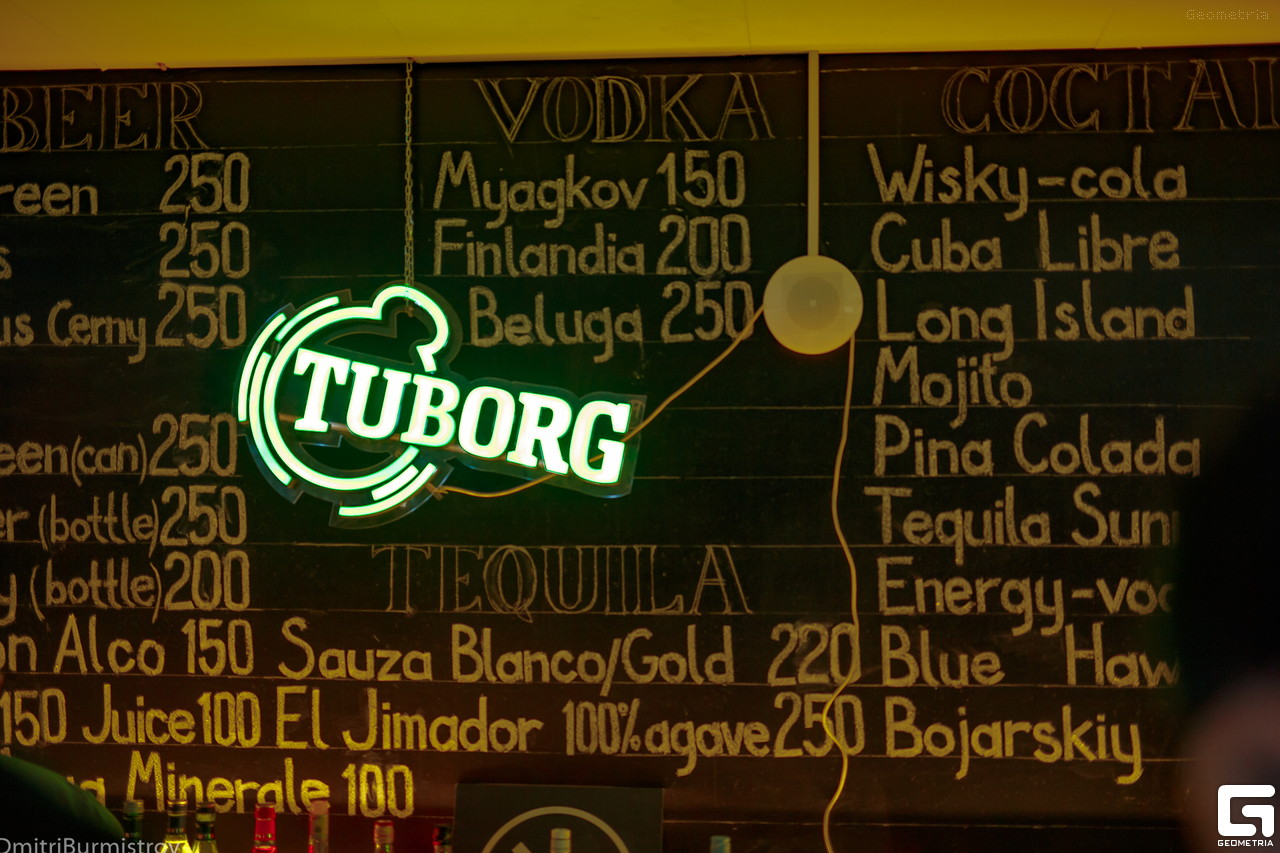 Geometria
BEER
reen 250
s 250
us Cerny 250
een (can) 250
er (bottle) 250
y (bottle) 200
on Alco 150
150 Juice 100
Minerale 100
VODKA
Myagkov 150
Finlandia 200
Beluga 250
TUBORG
TEQUILA
Sauza Blanco/Gold 220
El Jimador 100% agave 250
COCTAI
Wisky-cola
Cuba Libre
Long Island
Mojito
Pina Colada
Tequila Sun
Energy-vod
Blue Haw
Bojarskiy
DmitriBurmistrov
GEOMETRIA